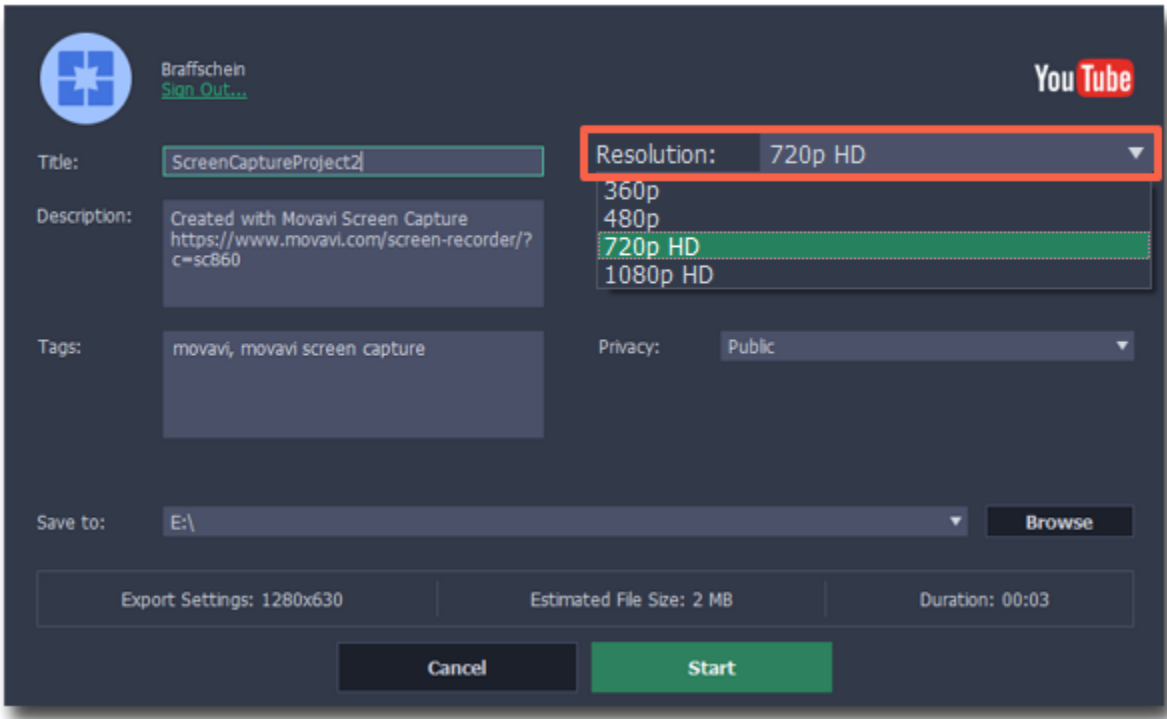 Braffschein
Sign Out...
YouTube
Title: ScreenCaptureProject2
Resolution: 720p HD
360p
480p
720p HD
1080p HD
Description: Created with Movavi Screen Capture
https://www.movavi.com/screen-recorder/?
c=sc860
Tags: movavi, movavi screen capture
Privacy: Public
Save to: E:\
Browse
Export Settings: 1280x630
Estimated File Size: 2 MB
Duration: 00:03
Cancel
Start